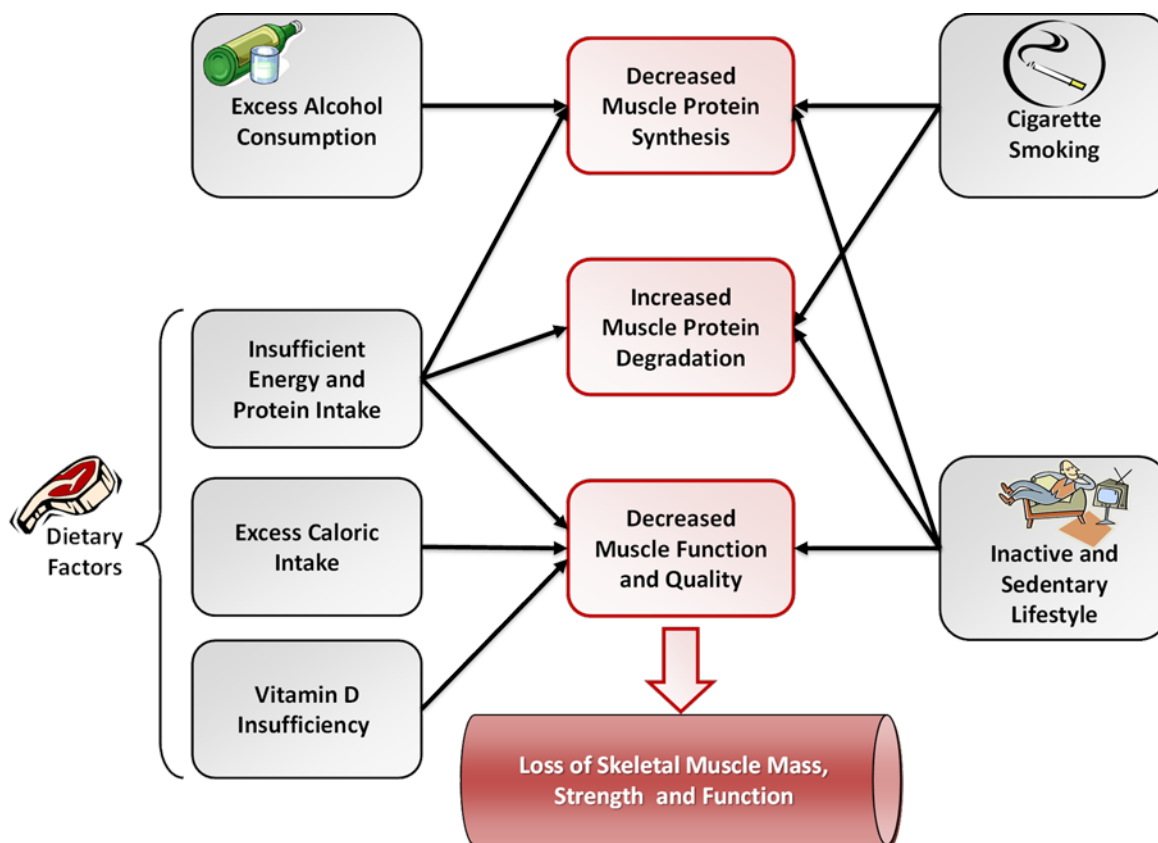 Excess Alcohol
Consumption
Decreased
Muscle Protein
Synthesis
Cigarette
Smoking
Insufficient
Energy and
Protein Intake
Increased
Muscle Protein
Degradation
Dietary
Factors
Excess Caloric
Intake
Decreased
Muscle Function
and Quality
Inactive and
Sedentary
Lifestyle
Vitamin D
Insufficiency
Loss of Skeletal Muscle Mass,
Strength and Function